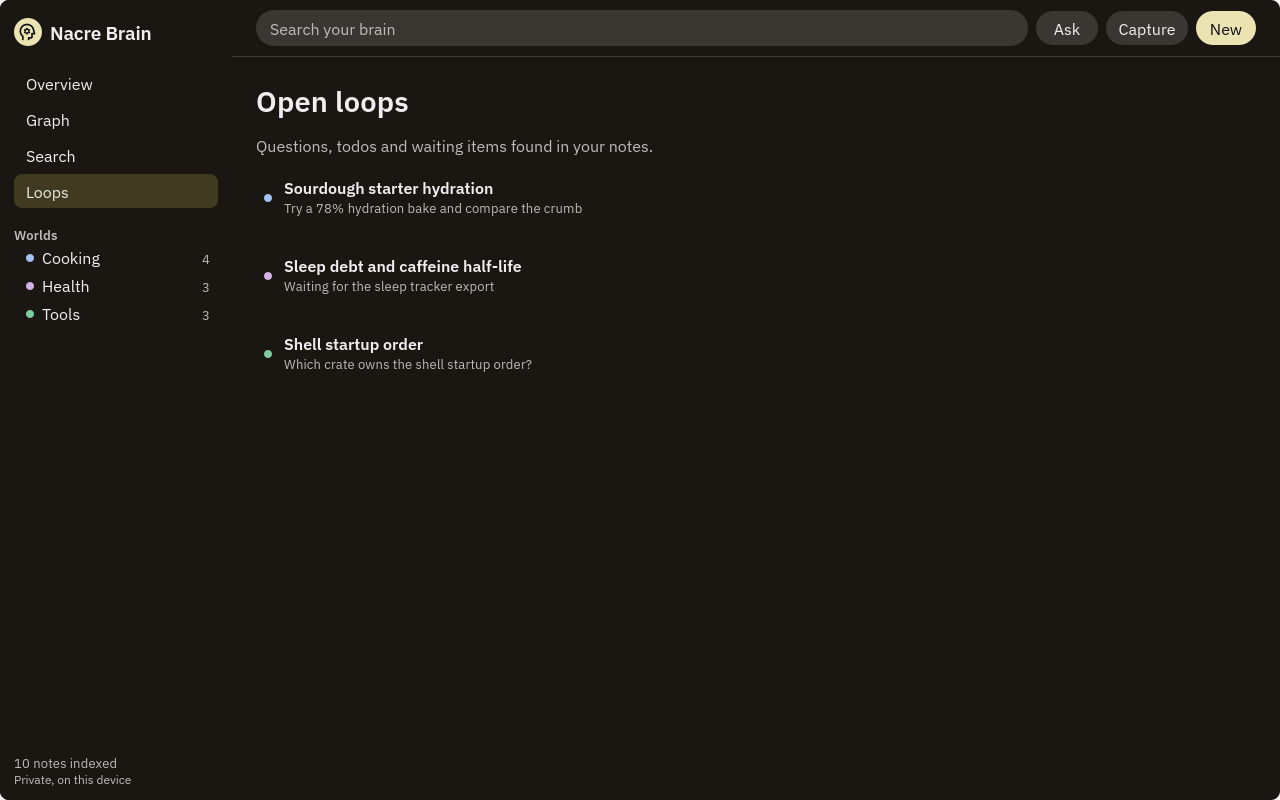 Nacre Brain
Search your brain
Ask
Capture
New
Overview
Graph
Search
Loops
Worlds
Cooking 4
Health 3
Tools 3
10 notes indexed
Private, on this device
Open loops
Questions, todos and waiting items found in your notes.
Sourdough starter hydration
Try a 78% hydration bake and compare the crumb
Sleep debt and caffeine half-life
Waiting for the sleep tracker export
Shell startup order
Which crate owns the shell startup order?